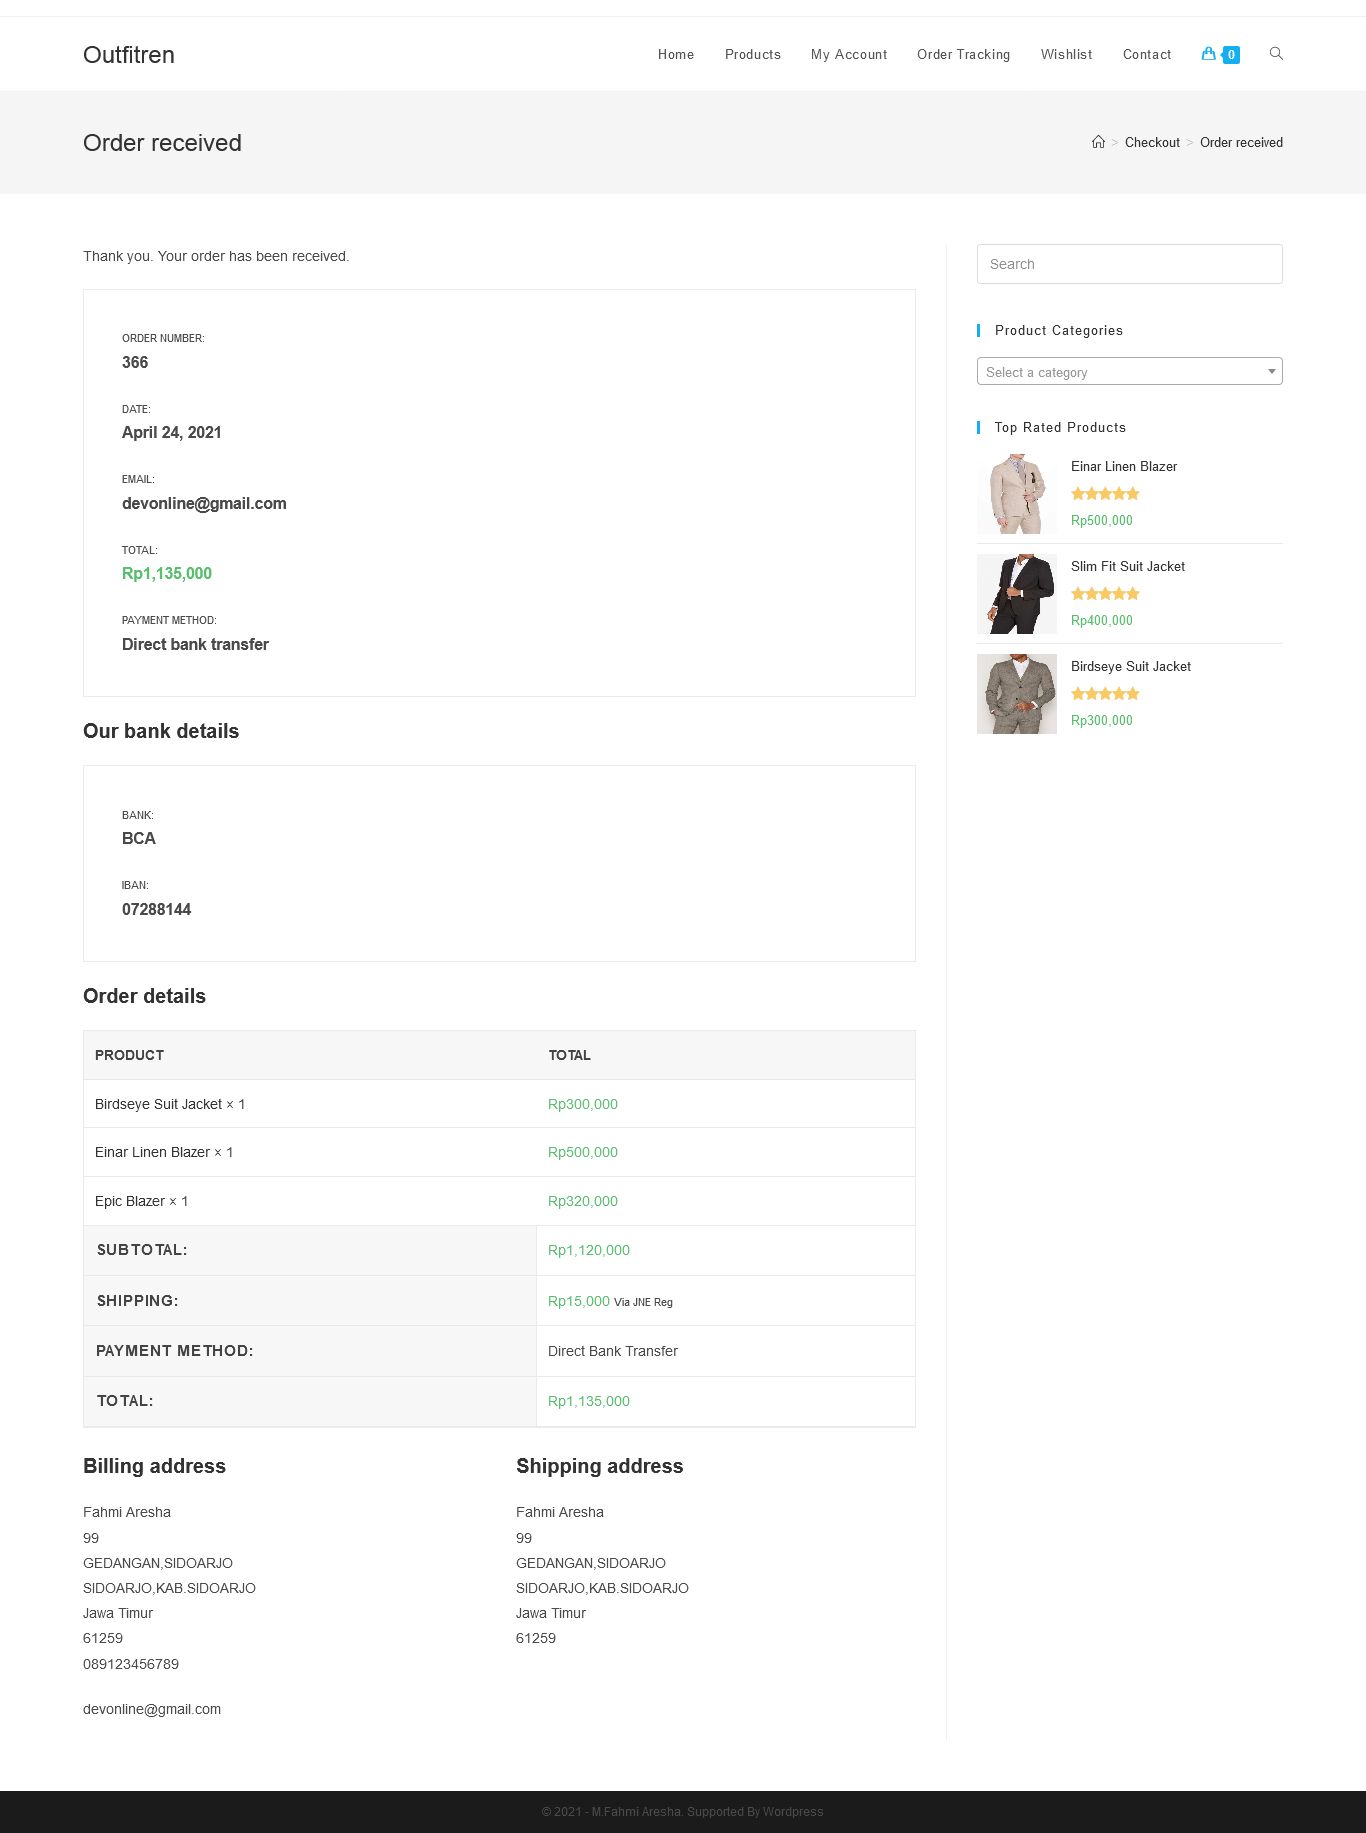 Outfitren
Home
Products
My Account
Order Tracking
Wishlist
Contact
0
Order received
> Checkout > Order received
Thank you. Your order has been received.
ORDER NUMBER:
366
DATE:
April 24, 2021
EMAIL:
devonline@gmail.com
TOTAL:
Rp1,135,000
PAYMENT METHOD:
Direct bank transfer
Our bank details
BANK:
BCA
IBAN:
07288144
Order details
PRODUCT TOTAL
Birdseye Suit Jacket × 1 Rp300,000
Einar Linen Blazer × 1 Rp500,000
Epic Blazer × 1 Rp320,000
SUBTOTAL: Rp1,120,000
SHIPPING: Rp15,000 Via JNE Reg
PAYMENT METHOD: Direct Bank Transfer
TOTAL: Rp1,135,000
Billing address
Fahmi Aresha
99
GEDANGAN,SIDOARJO
SIDOARJO,KAB.SIDOARJO
Jawa Timur
61259
089123456789
devonline@gmail.com
Shipping address
Fahmi Aresha
99
GEDANGAN,SIDOARJO
SIDOARJO,KAB.SIDOARJO
Jawa Timur
61259
Search
Product Categories
Select a category
Top Rated Products
Einar Linen Blazer
Rp500,000
Slim Fit Suit Jacket
Rp400,000
Birdseye Suit Jacket
Rp300,000
© 2021 - M.Fahmi Aresha. Supported By Wordpress